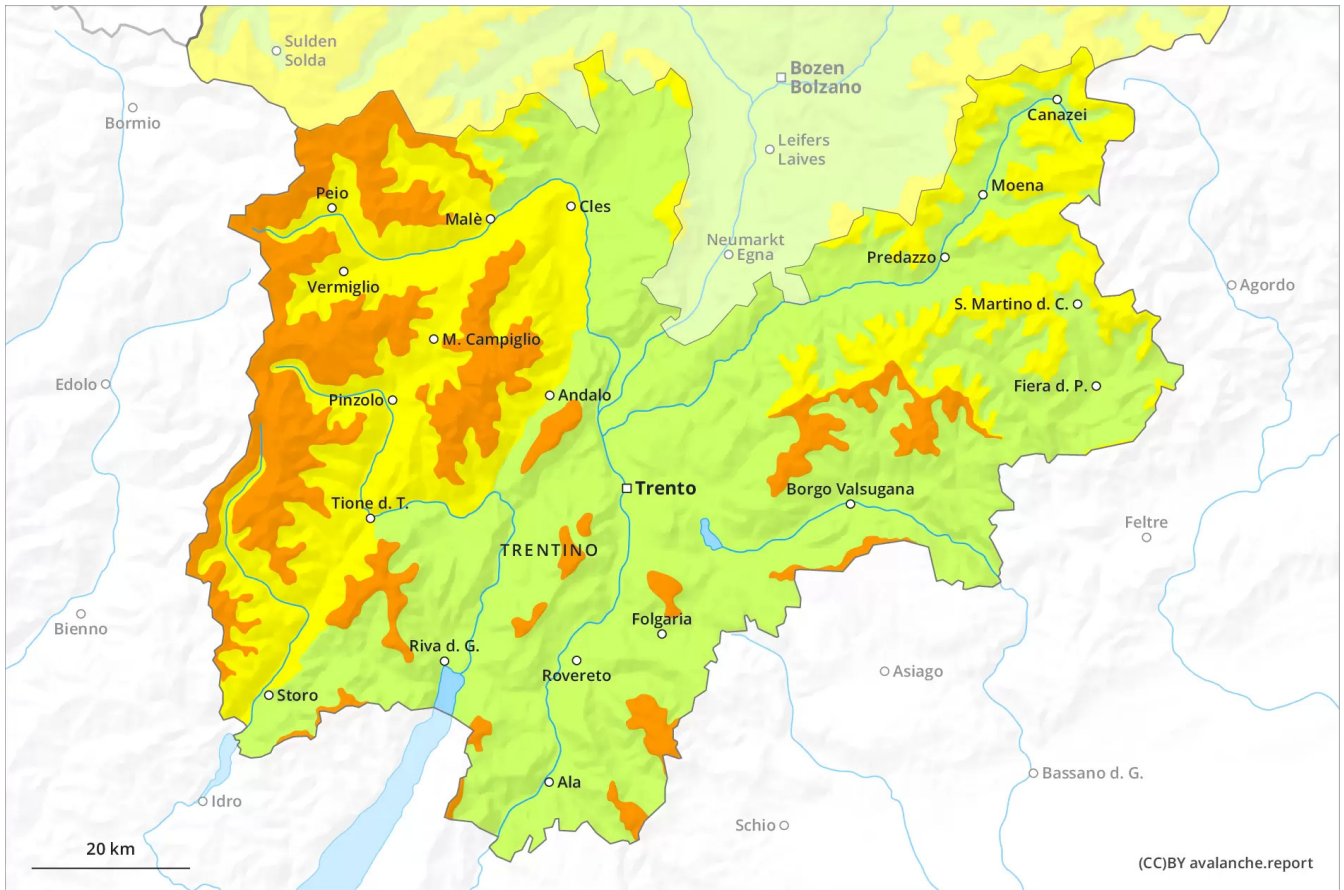 Sulden
Solda
Bozen
Bolzano
Bormio
Canazei
Leifers
Laives
Peio
Moena
Malè
Cles
Neumarkt
Egna
Predazzo
Vermiglio
Agordo
S. Martino d. C.
M. Campiglio
Edolo
Pinzolo
Andalo
Fiera d. P.
Trento
Borgo Valsugana
Tione d. T.
Feltre
TRENTINO
Bienno
Folgaria
Riva d. G.
Rovereto
Asiago
Storo
Bassano d. G.
Ala
Idro
Schio
20 km
(CC)BY avalanche.report